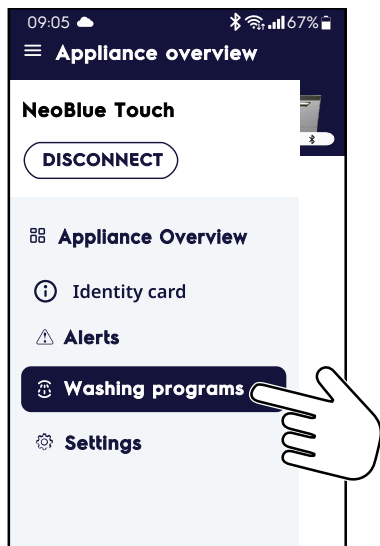 09:05 67%
Appliance overview
NeoBlue Touch
DISCONNECT
Appliance Overview
Identity card
Alerts
Washing programs
Settings